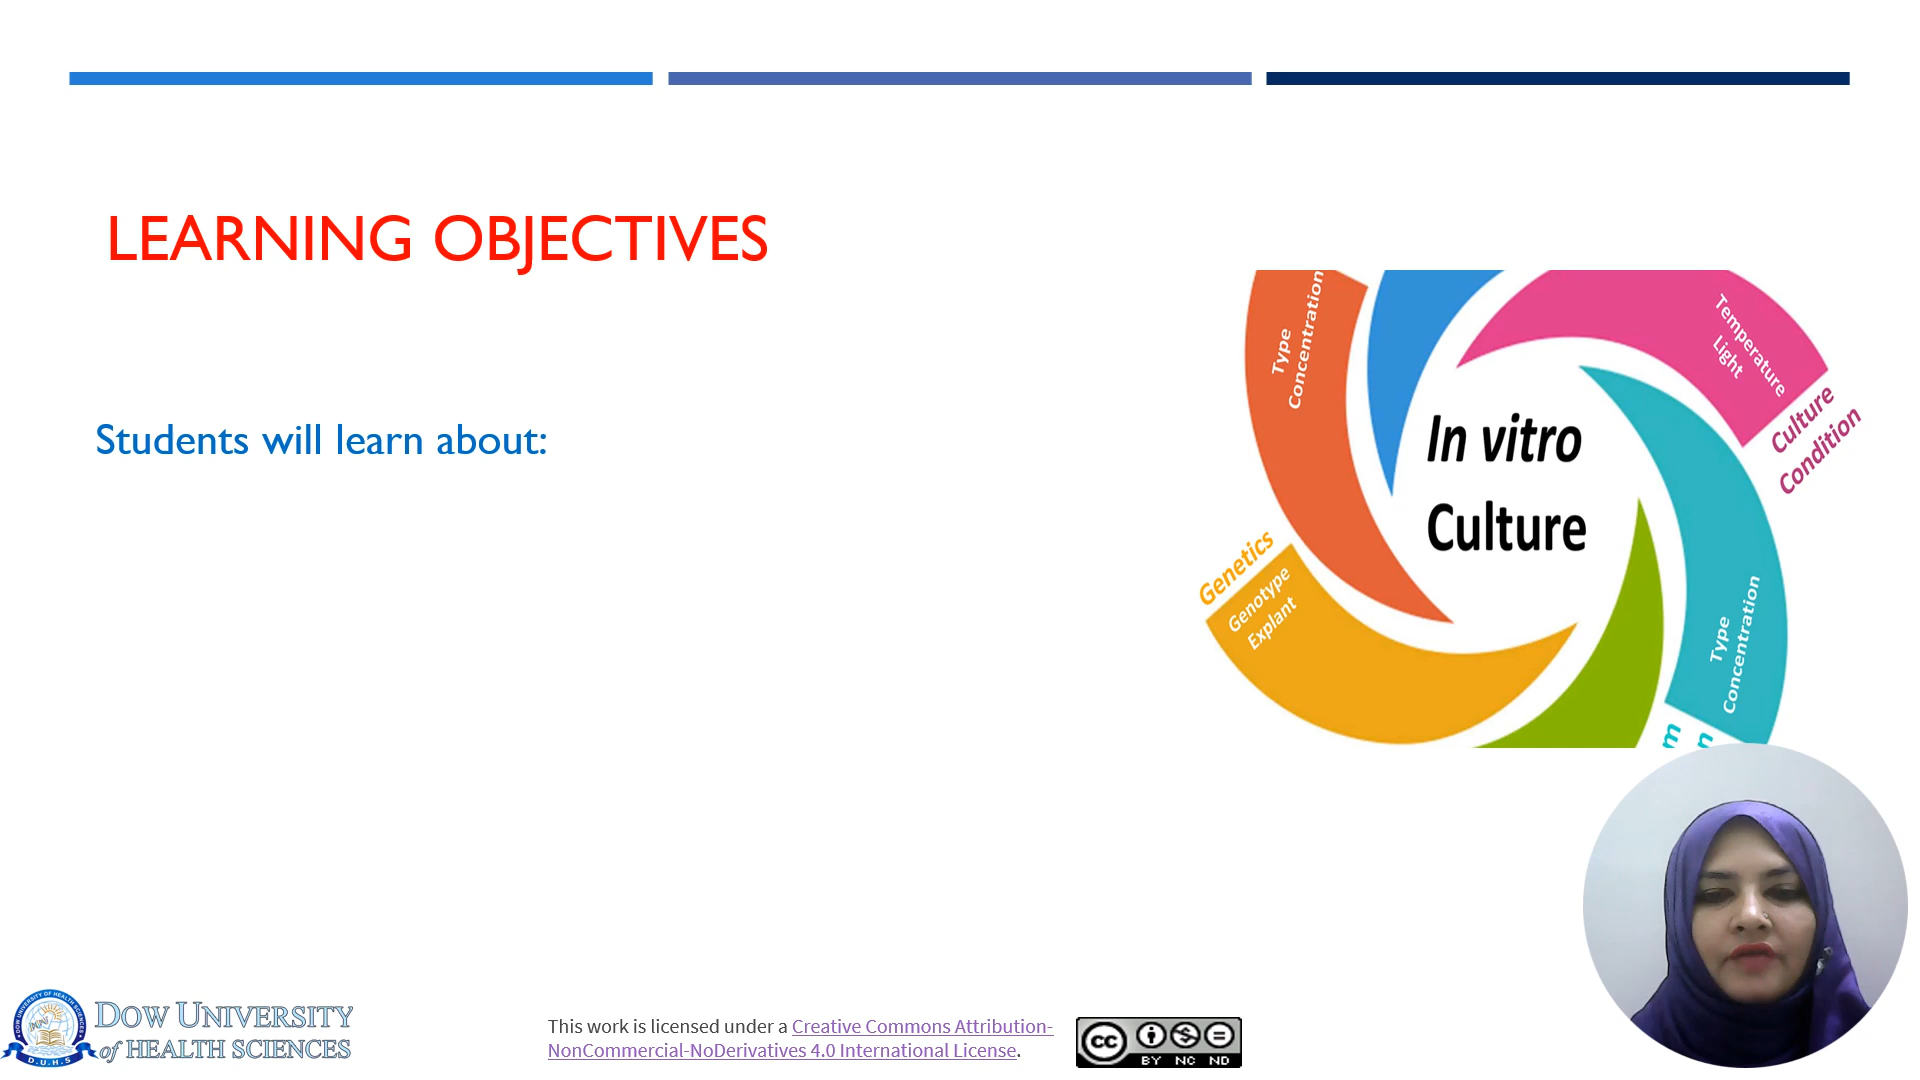 LEARNING OBJECTIVES
Students will learn about:
Type
Concentration
Temperature
Light
Culture
Condition
In vitro
Culture
Genetics
Genotype
Explant
Type
Concentration
m
n
DOW UNIVERSITY
of HEALTH SCIENCES
D.U.H.S
This work is licensed under a Creative Commons Attribution-
NonCommercial-NoDerivatives 4.0 International License.
cc
BY NC ND